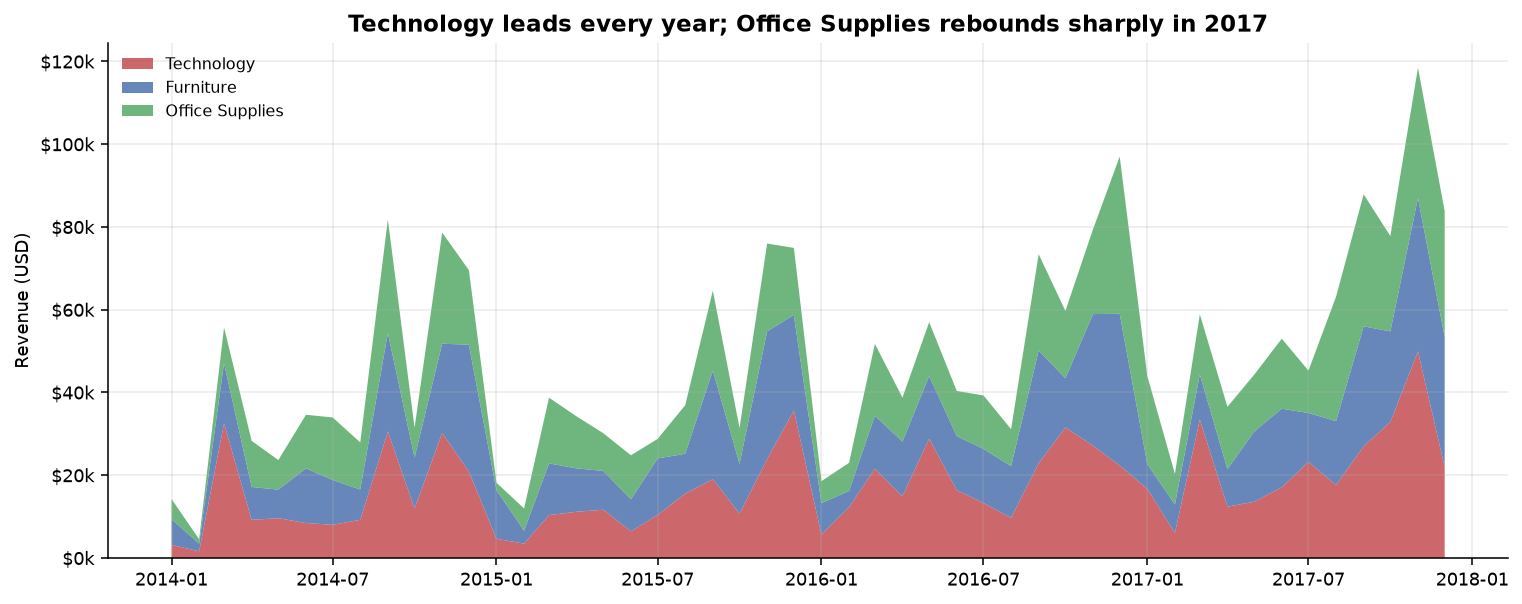 Technology leads every year; Office Supplies rebounds sharply in 2017
Technology
Furniture
Office Supplies
Revenue (USD)
$120k
$100k
$80k
$60k
$40k
$20k
$0k
2014-01
2014-07
2015-01
2015-07
2016-01
2016-07
2017-01
2017-07
2018-01